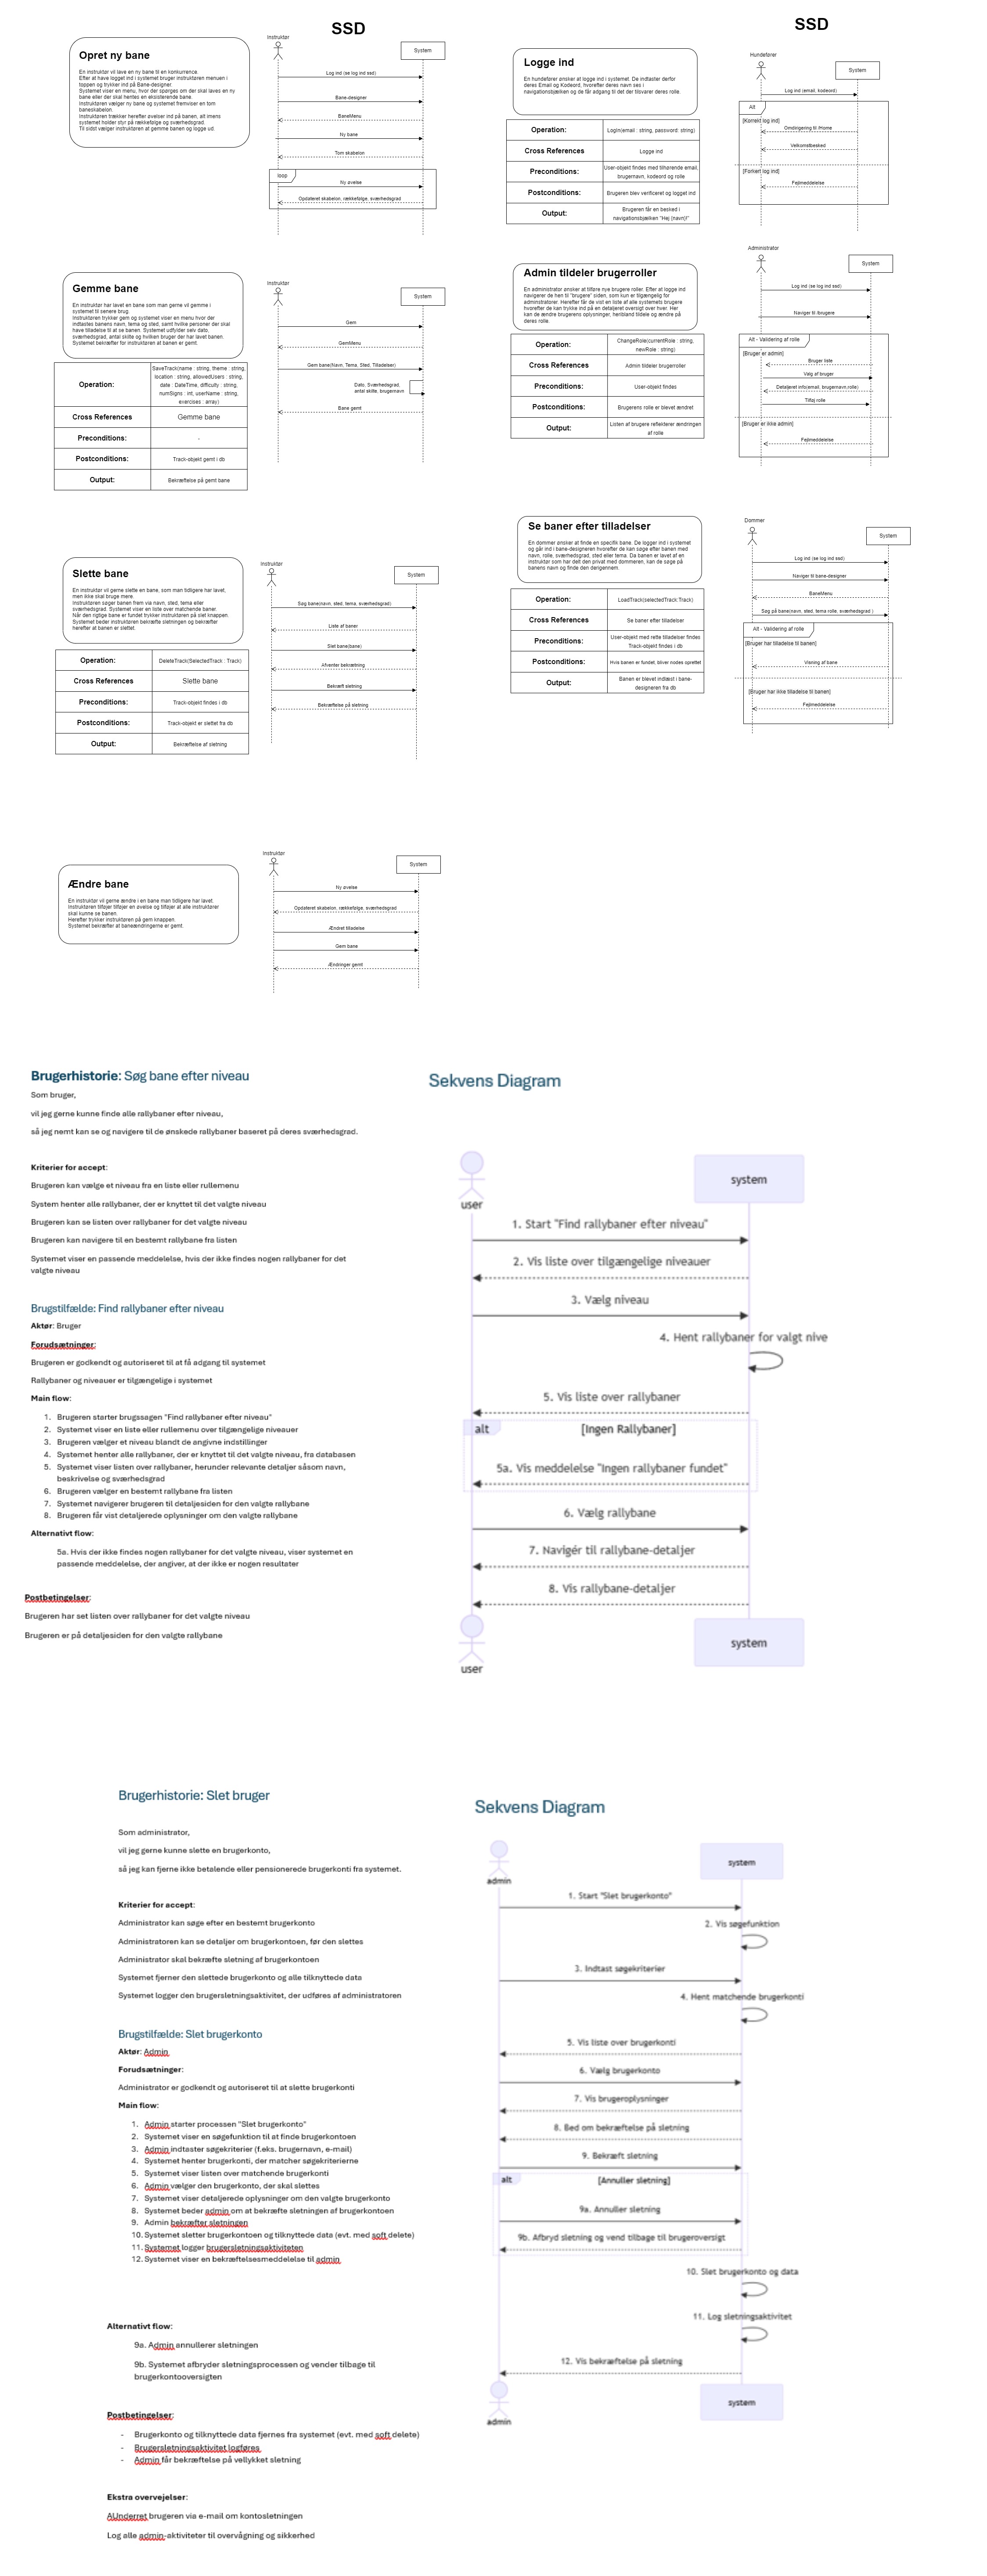 SSD
Opret ny bane
En instruktør vil lave en ny bane til en konkurrence.
Efter at have logget ind i systemet bruger instruktøren menuen i
toppen og trykker ind på Bane-designer.
Systemet viser en menu, hvor der spørges om der skal laves en ny
bane eller der skal hentes en eksisterende bane.
Instruktøren vælger ny bane og systemet fremviser en tom
baneskabelon.
Instruktøren trækker herefter øvelser ind på banen, alt imens
systemet holder styr på rækkefølge og sværhedsgrad.
Til sidst vælger instruktøren at gemme banen og logge ud.
Instruktør
System
Log ind (se log ind ssd)
Bane-designer
BaneMenu
Ny bane
Tom skabelon
loop
Ny øvelse
Opdateret skabelon, rækkefølge, sværhedsgrad
SSD
Logge ind
En hundefører ønsker at logge ind i systemet. De indtaster derfor
deres Email og Kodeord, hvorefter deres navn ses i
navigationsbjælken og de får adgang til det der tilsvarer deres rolle.
Operation:
Login(email : string, password: string)
Cross References
Logge ind
Preconditions:
User-objekt findes med tilhørende email,
brugernavn, kodeord og rolle
Postconditions:
Brugeren blev verificeret og logget ind
Output:
Brugeren får en besked i
navigationsbjælken "Hej {navn}!"
Hundefører
System
Log ind (email, kodeord)
Alt
[Korrekt log ind]
Omdirigering til /Home
Velkomstbesked
[Forkert log ind]
Fejlmeddelelse
Gemme bane
En instruktør har lavet en bane som man gerne vil gemme i
systemet til senere brug.
Instruktøren trykker gem og systemet viser en menu hvor der
indtastes banens navn, tema og sted, samt hvilke personer der skal
have tilladelse til at se banen. Systemet udfylder selv dato,
sværhedsgrad, antal skilte og hvilken bruger der har lavet banen.
Systemet bekræfter for instruktøren at banen er gemt.
Operation:
SaveTrack(name : string, theme : string,
location : string, allowedUsers : string,
date : DateTime, difficulty : string,
numSigns : int, userName : string,
exercises : array)
Cross References
Gemme bane
Preconditions:
-
Postconditions:
Track-objekt gemt i db
Output:
Bekræftelse på gemt bane
Instruktør
System
Gem
GemMenu
Gem bane(Navn, Tema, Sted, Tilladelser)
Dato, Sværhedsgrad,
antal skilte, brugernavn
Bane gemt
Admin tildeler brugerroller
En administrator ønsker at tilføre nye brugere roller. Efter at logge ind
navigerer de hen til "brugere" siden, som kun er tilgængelig for
administratorer. Herefter får de vist en liste af alle systemets brugere
hvorefter de kan trykke ind på en detaljeret oversigt over hver. Her
kan de ændre brugerens oplysninger, heriblandt tildele og ændre på
deres rolle.
Operation:
ChangeRole(currentRole : string,
newRole : string)
Cross References
Admin tildeler brugerroller
Preconditions:
User-objekt findes
Postconditions:
Brugerens rolle er blevet ændret
Output:
Listen af brugere reflekterer ændringen
af rolle
Administrator
System
Log ind (se log ind ssd)
Naviger til /brugere
Alt - Validering af rolle
[Bruger er admin]
Bruger liste
Valg af bruger
Detaljeret info(email, brugernavn,rolle)
Tilføj rolle
[Bruger er ikke admin]
Fejlmeddelelse
Slette bane
En instruktør vil gerne slette en bane, som man tidligere har lavet,
men ikke skal bruge mere.
Instruktøren søger banen frem via navn, sted, tema eller
sværhedsgrad. Systemet viser en liste over matchende baner.
Når den rigtige bane er fundet trykker instruktøren på slet knappen.
Systemet beder instruktøren bekræfte sletningen og bekræfter
herefter at banen er slettet.
Operation:
DeleteTrack(SelectedTrack : Track)
Cross References
Slette bane
Preconditions:
Track-objekt findes i db
Postconditions:
Track-objekt er slettet fra db
Output:
Bekræftelse af sletning
Instruktør
System
Søg bane(navn, sted, tema, sværhedsgrad)
Liste af baner
Slet bane(bane)
Afventer bekræftning
Bekræft sletning
Bekræftelse på sletning
Se baner efter tilladelser
En dommer ønsker at finde en specifik bane. De logger ind i systemet
og går ind i bane-designeren hvorefter de kan søge efter banen med
navn, rolle, sværhedsgrad, sted eller tema. Da banen er lavet af en
instruktør som har delt den privat med dommeren, kan de søge på
banens navn og finde den derigennem.
Operation:
LoadTrack(selectedTrack:Track)
Cross References
Se baner efter tilladelser
Preconditions:
User-objekt med rette tilladelser findes
Track-objekt findes i db
Postconditions:
Hvis banen er fundet, bliver nodes oprettet
Output:
Banen er blevet indlæst i bane-
designeren fra db
Dommer
System
Log ind (se log ind ssd)
Naviger til bane-designer
BaneMenu
Søg på bane(navn, sted, tema rolle, sværhedsgrad )
Alt - Validering af rolle
[Bruger har tilladelse til banen]
Visning af bane
[Bruger har ikke tilladelse til banen]
Fejlmeddelelse
Ændre bane
En instruktør vil gerne ændre i en bane man tidligere har lavet.
Instruktøren tilføjer tilføjer en øvelse og tilføjer at alle instruktører
skal kunne se banen.
Herefter trykker instruktøren på gem knappen.
Systemet bekræfter at baneændringerne er gemt.
Instruktør
System
Ny øvelse
Opdateret skabelon, rækkefølge, sværhedsgrad
Ændret tilladelse
Gem bane
Ændringer gemt
Brugerhistorie: Søg bane efter niveau
Som bruger,
vil jeg gerne kunne finde alle rallybaner efter niveau,
så jeg nemt kan se og navigere til de ønskede rallybaner baseret på deres sværhedsgrad.
Kriterier for accept:
Brugeren kan vælge et niveau fra en liste eller rullemenu
System henter alle rallybaner, der er knyttet til det valgte niveau
Brugeren kan se listen over rallybaner for det valgte niveau
Brugeren kan navigere til en bestemt rallybane fra listen
Systemet viser en passende meddelelse, hvis der ikke findes nogen rallybaner for det
valgte niveau
Brugstilfælde: Find rallybaner efter niveau
Aktør: Bruger
Forudsætninger:
Brugeren er godkendt og autoriseret til at få adgang til systemet
Rallybaner og niveauer er tilgængelige i systemet
Main flow:
1. Brugeren starter brugssagen "Find rallybaner efter niveau"
2. Systemet viser en liste eller rullemenu over tilgængelige niveauer
3. Brugeren vælger et niveau blandt de angivne indstillinger
4. Systemet henter alle rallybaner, der er knyttet til det valgte niveau, fra databasen
5. Systemet viser listen over rallybaner, herunder relevante detaljer såsom navn,
beskrivelse og sværhedsgrad
6. Brugeren vælger en bestemt rallybane fra listen
7. Systemet navigerer brugeren til detaljesiden for den valgte rallybane
8. Brugeren får vist detaljerede oplysninger om den valgte rallybane
Alternativt flow:
5a. Hvis der ikke findes nogen rallybaner for det valgte niveau, viser systemet en
passende meddelelse, der angiver, at der ikke er nogen resultater
Postbetingelser:
Brugeren har set listen over rallybaner for det valgte niveau
Brugeren er på detaljesiden for den valgte rallybane
Sekvens Diagram
user
system
1. Start "Find rallybaner efter niveau"
2. Vis liste over tilgængelige niveauer
3. Vælg niveau
4. Hent rallybaner for valgt nive
5. Vis liste over rallybaner
alt
[Ingen Rallybaner]
5a. Vis meddelelse "Ingen rallybaner fundet"
6. Vælg rallybane
7. Navigér til rallybane-detaljer
8. Vis rallybane-detaljer
user
system
Brugerhistorie: Slet bruger
Som administrator,
vil jeg gerne kunne slette en brugerkonto,
så jeg kan fjerne ikke betalende eller pensionerede brugerkonti fra systemet.
Kriterier for accept:
Administrator kan søge efter en bestemt brugerkonto
Administratoren kan se detaljer om brugerkontoen, før den slettes
Administrator skal bekræfte sletning af brugerkontoen
Systemet fjerner den slettede brugerkonto og alle tilknyttede data
Systemet logger den brugersletningsaktivitet, der udføres af administratoren
Brugstilfælde: Slet brugerkonto
Aktør: Admin
Forudsætninger:
Administrator er godkendt og autoriseret til at slette brugerkonti
Main flow:
1. Admin starter processen "Slet brugerkonto"
2. Systemet viser en søgefunktion til at finde brugerkontoen
3. Admin indtaster søgekriterier (f.eks. brugernavn, e-mail)
4. Systemet henter brugerkonti, der matcher søgekriterierne
5. Systemet viser listen over matchende brugerkonti
6. Admin vælger den brugerkonto, der skal slettes
7. Systemet viser detaljerede oplysninger om den valgte brugerkonto
8. Systemet beder admin om at bekræfte sletningen af brugerkontoen
9. Admin bekræfter sletningen
10. Systemet sletter brugerkontoen og tilknyttede data (evt. med soft delete)
11. Systemet logger brugersletningsaktiviteten
12. Systemet viser en bekræftelsesmeddelelse til admin
Alternativt flow:
9a. Admin annullerer sletningen
9b. Systemet afbryder sletningsprocessen og vender tilbage til
brugerkontooversigten
Postbetingelser:
- Brugerkonto og tilknyttede data fjernes fra systemet (evt. med soft delete)
- Brugersletningsaktivitet logføres
- Admin får bekræftelse på vellykket sletning
Ekstra overvejelser:
AUnderret brugeren via e-mail om kontosletningen
Log alle admin-aktiviteter til overvågning og sikkerhed
Sekvens Diagram
admin
system
1. Start "Slet brugerkonto"
2. Vis søgefunktion
3. Indtast søgekriterier
4. Hent matchende brugerkonti
5. Vis liste over brugerkonti
6. Vælg brugerkonto
7. Vis brugeroplysninger
8. Bed om bekræftelse på sletning
9. Bekræft sletning
alt
[Annuller sletning]
9a. Annuller sletning
9b. Afbryd sletning og vend tilbage til brugeroversigt
10. Slet brugerkonto og data
11. Log sletningsaktivitet
12. Vis bekræftelse på sletning
admin
system